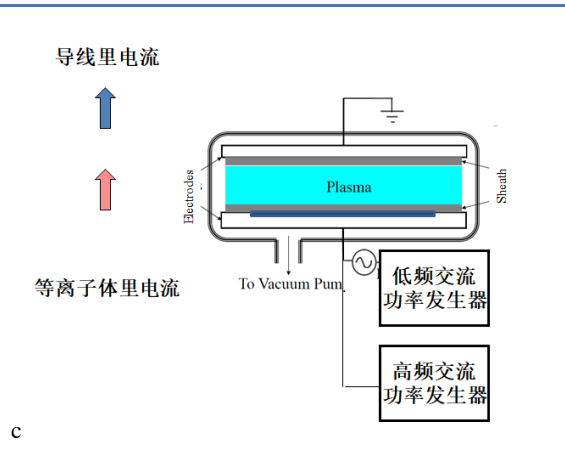 导线里电流
Electrodes
Plasma
Sheath
等离子体里电流
To Vacuum Pum
低频交流
功率发生器
高频交流
功率发生器
c